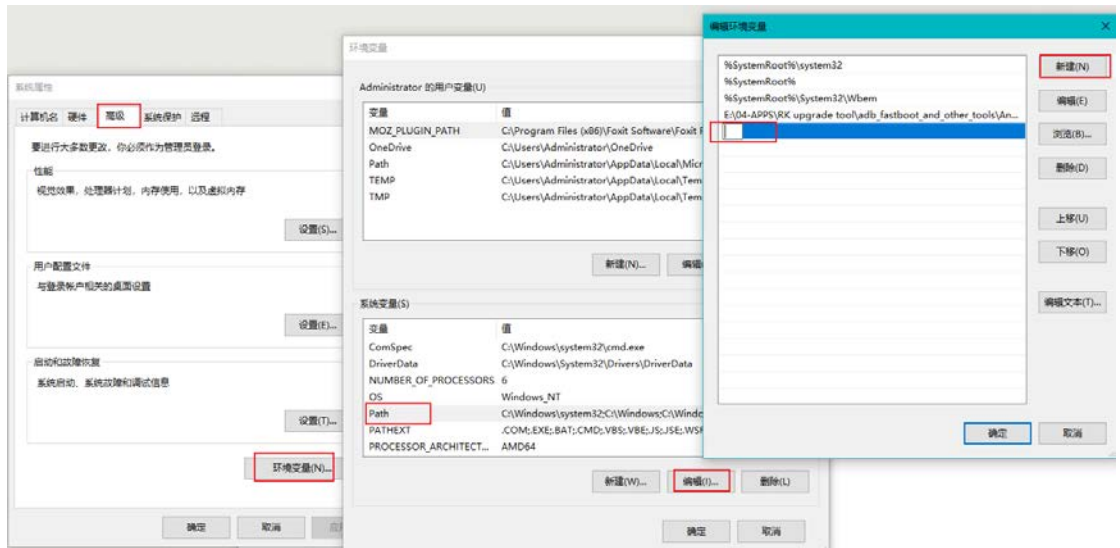 系统属性
计算机名 硬件 高级 系统保护 远程
要进行大多数更改，你必须作为管理员登录。
性能
视觉效果，处理器计划，内存使用，以及虚拟内存
设置(S)...
用户配置文件
与登录帐户相关的桌面设置
设置(E)...
启动和故障恢复
系统启动、系统故障和调试信息
设置(T)...
环境变量(N)...
确定 取消
环境变量
Administrator 的用户变量(U)
变量 值
MOZ_PLUGIN_PATH C:\Program Files (x86)\Foxit Software\Foxit
OneDrive C:\Users\Administrator\OneDrive
Path C:\Users\Administrator\AppData\Local\Micr
TEMP C:\Users\Administrator\AppData\Local\Tem
TMP C:\Users\Administrator\AppData\Local\Tem
新建(N)... 编辑
系统变量(S)
变量 值
ComSpec C:\Windows\system32\cmd.exe
DriverData C:\Windows\System32\Drivers\DriverData
NUMBER_OF_PROCESSORS 6
OS Windows_NT
Path C:\Windows\system32;C:\Windows;C:\Windo
PATHEXT .COM;.EXE;.BAT;.CMD;.VBS;.VBE;.JS;.JSE;.WSF
PROCESSOR_ARCHITECT... AMD64
新建(W)... 编辑(I)... 删除(L)
确定 取消
编辑环境变量
%SystemRoot%\system32
%SystemRoot%
%SystemRoot%\System32\Wbem
E:\04-APPS\RK upgrade tool\adb_fastboot_and_other_tools\An...
新建(N)
编辑(E)
浏览(B)...
删除(D)
上移(U)
下移(O)
编辑文本(T)...
确定 取消